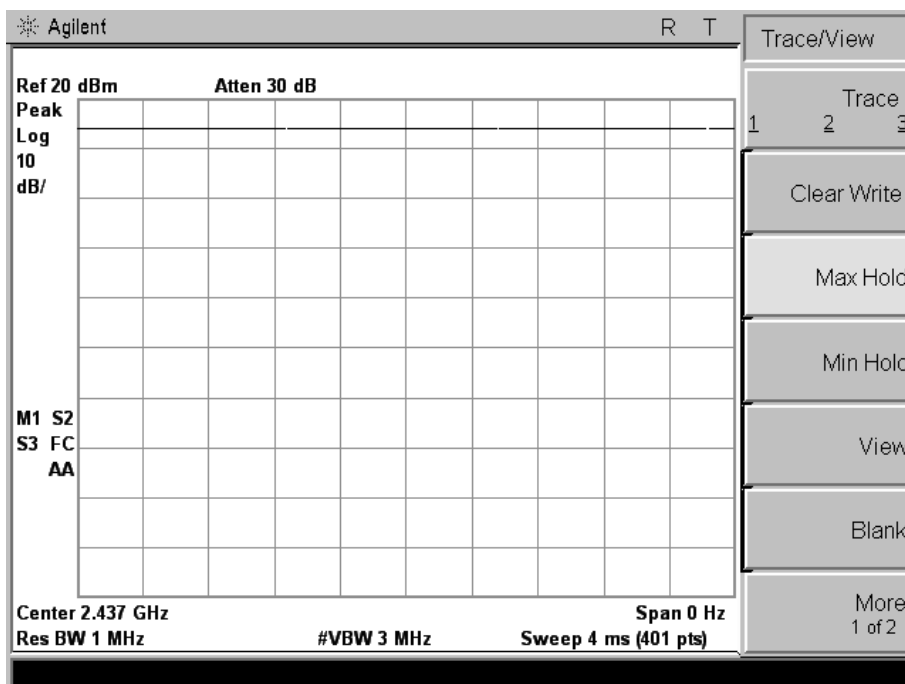 Agilent R T
Trace/View
Ref 20 dBm Atten 30 dB
Peak
Log
10
dB/
M1 S2
S3 FC
AA
Center 2.437 GHz Span 0 Hz
Res BW 1 MHz #VBW 3 MHz Sweep 4 ms (401 pts)
Trace
1 2 3
Clear Write
Max Hold
Min Hold
View
Blank
More
1 of 2